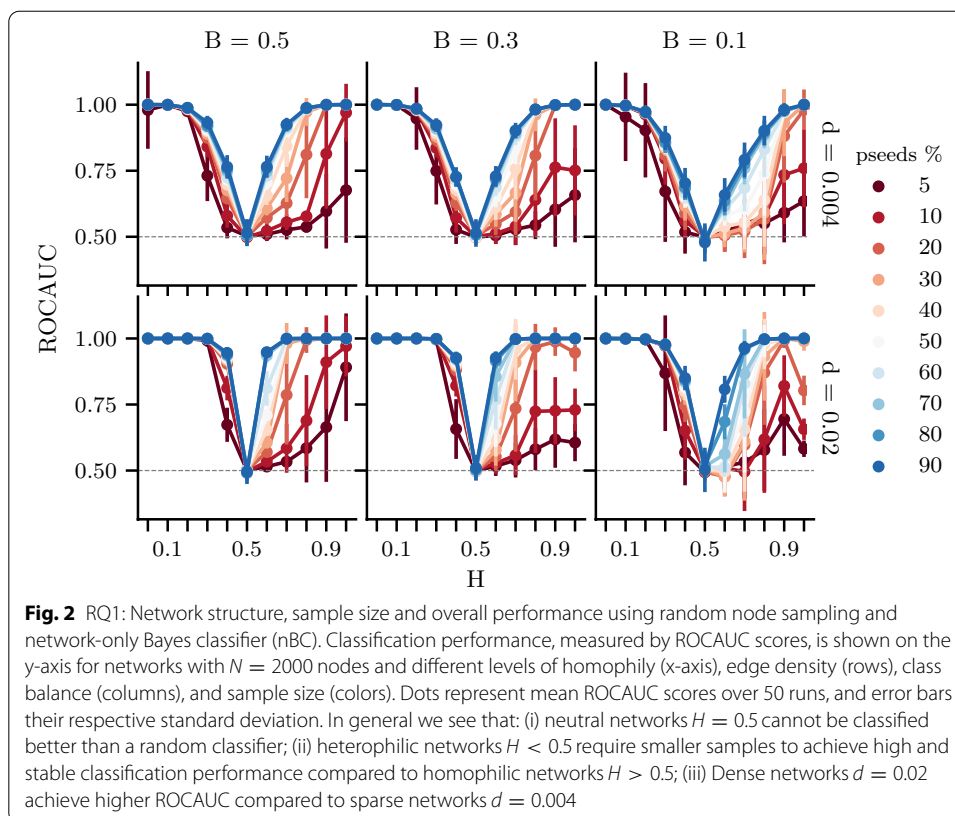 B = 0.5 B = 0.3 B = 0.1
1.00
0.75
0.50
d = 0.004
ROCAUC
1.00
0.75
0.50
d = 0.02
0.1 0.5 0.9 0.1 0.5 0.9 0.1 0.5 0.9
H
pseeds %
5
10
20
30
40
50
60
70
80
90
Fig. 2 RQ1: Network structure, sample size and overall performance using random node sampling and
network-only Bayes classifier (nBC). Classification performance, measured by ROCAUC scores, is shown on the
y-axis for networks with N = 2000 nodes and different levels of homophily (x-axis), edge density (rows), class
balance (columns), and sample size (colors). Dots represent mean ROCAUC scores over 50 runs, and error bars
their respective standard deviation. In general we see that: (i) neutral networks H = 0.5 cannot be classified
better than a random classifier; (ii) heterophilic networks H < 0.5 require smaller samples to achieve high and
stable classification performance compared to homophilic networks H > 0.5; (iii) Dense networks d = 0.02
achieve higher ROCAUC compared to sparse networks d = 0.004